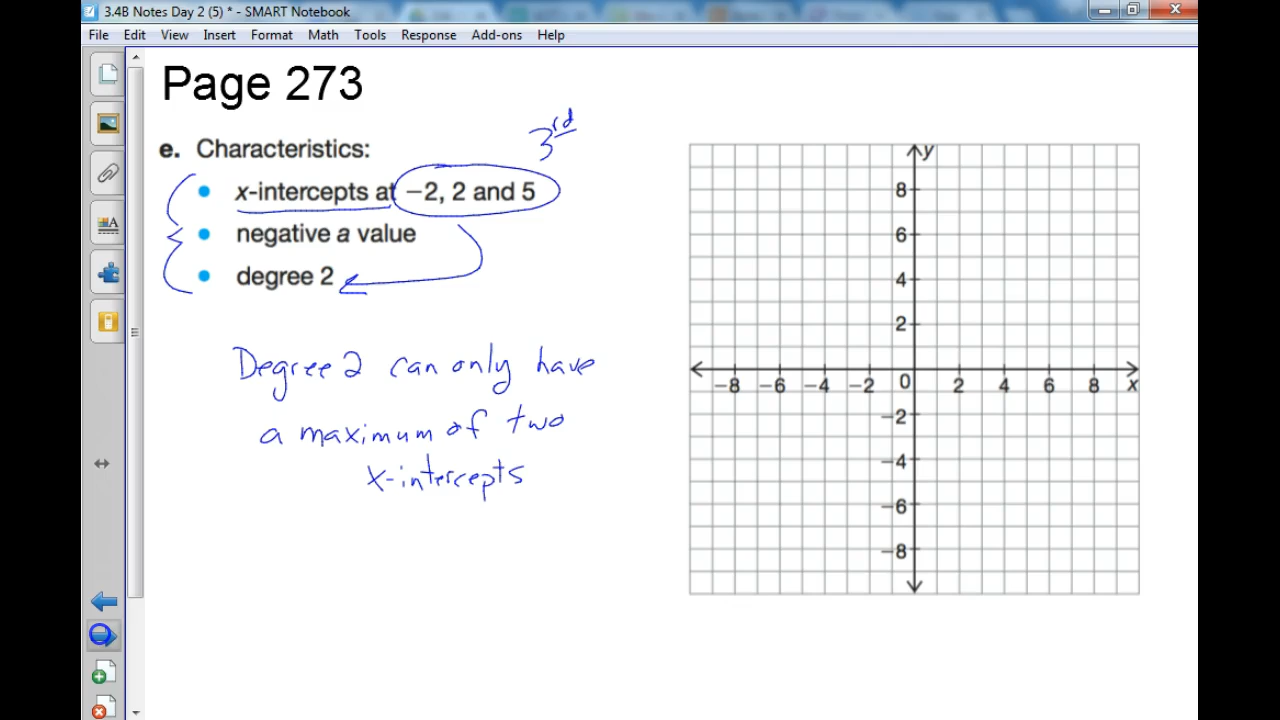 3.4B Notes Day 2 (5) * - SMART Notebook
File Edit View Insert Format Math Tools Response Add-ons Help
Page 273
3rd
e. Characteristics:
• x-intercepts at −2, 2 and 5
• negative a value
• degree 2
Degree 2 can only have
a maximum of two
x-intercepts
y
8
6
4
2
−8 −6 −4 −2 0 2 4 6 8 x
−2
−4
−6
−8